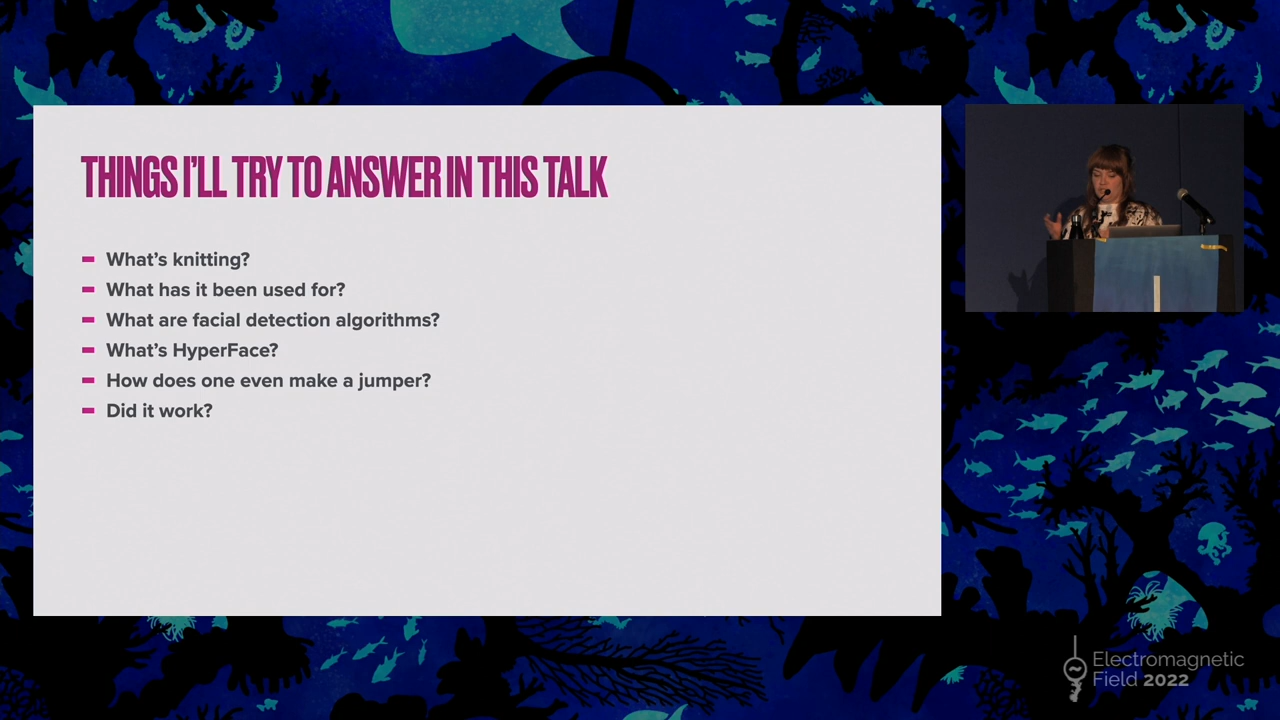 THINGS I'LL TRY TO ANSWER IN THIS TALK
What's knitting?
What has it been used for?
What are facial detection algorithms?
What's HyperFace?
How does one even make a jumper?
Did it work?
Electromagnetic
Field 2022